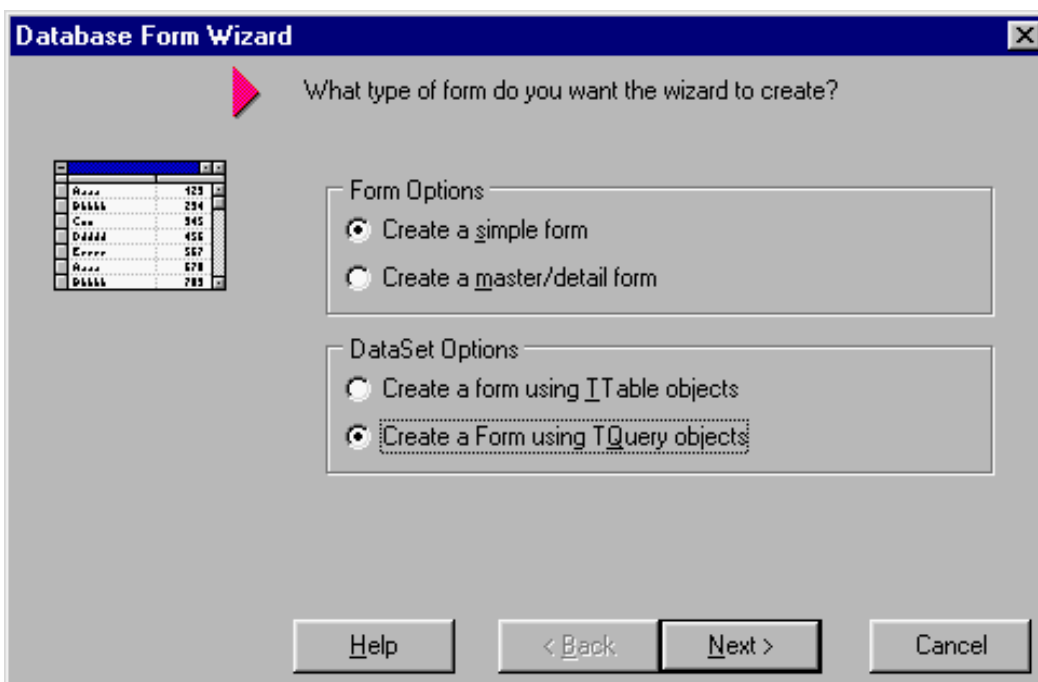 Database Form Wizard
What type of form do you want the wizard to create?
Form Options
Create a simple form
Create a master/detail form
DataSet Options
Create a form using TTable objects
Create a Form using TQuery objects
Help
< Back
Next >
Cancel